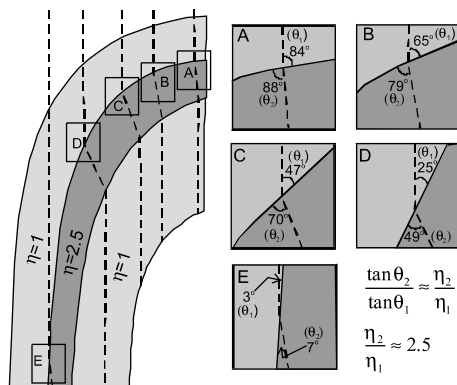 A
B
C
D
E
η=1
η=2.5
η=1
A
(θ₁)
84°
88°
(θ₂)
B
65°
(θ₁)
79°
(θ₂)
C
(θ₁)
47°
70°
(θ₂)
D
(θ₁)
25°
49°
(θ₂)
E
3°
(θ₁)
(θ₂)
7°
tanθ₂ / tanθ₁ ≈ η₂ / η₁
η₂ / η₁ ≈ 2.5